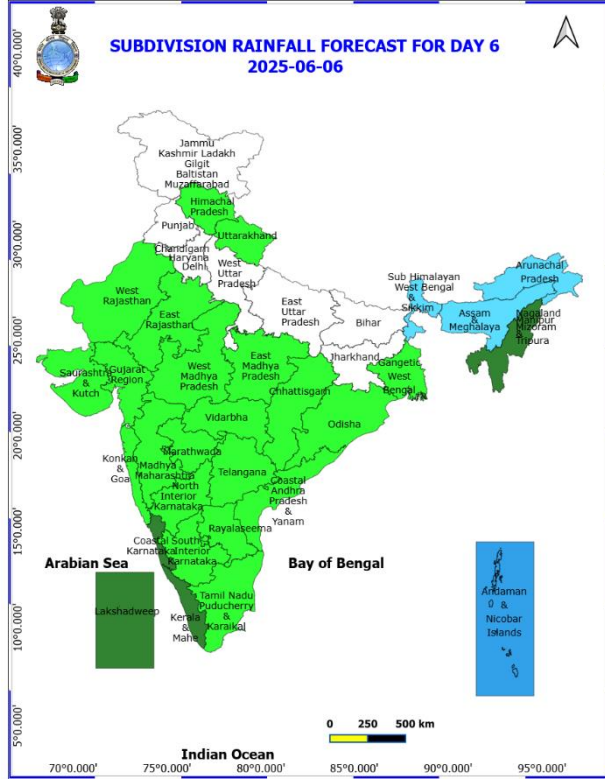 SUBDIVISION RAINFALL FORECAST FOR DAY 6
2025-06-06
40°0.000'
35°0.000'
30°0.000'
25°0.000'
20°0.000'
15°0.000'
10°0.000'
5°0.000'
Jammu
Kashmir Ladakh
Gilgit
Baltistan
Muzaffarabad
Himachal
Pradesh
Punjab
Uttarakhand
Chandigarh
Haryana
Delhi
West
Uttar
Pradesh
Arunachal
Pradesh
Sub Himalayan
West Bengal
&
Sikkim
West
Rajasthan
East
Rajasthan
East
Uttar
Pradesh
Bihar
Assam
&
Meghalaya
Nagaland
Manipur
Mizoram
&
Tripura
Jharkhand
Gangetic
West
Bengal
Saurashtra
&
Kutch
Gujarat
Region
West
Madhya
Pradesh
East
Madhya
Pradesh
Chhattisgarh
Odisha
Vidarbha
Konkan
&
Goa
Madhya
Maharashtra
Marathwada
Telangana
North
Interior
Karnataka
Coastal
Andhra
Pradesh
&
Yanam
Rayalaseema
Coastal
Karnataka
South
Interior
Karnataka
Arabian Sea
Bay of Bengal
Lakshadweep
Kerala
&
Mahe
Tamil Nadu
Puducherry
&
Karaikal
Andaman
&
Nicobar
Islands
0 250 500 km
Indian Ocean
70°0.000' 75°0.000' 80°0.000' 85°0.000' 90°0.000' 95°0.000'